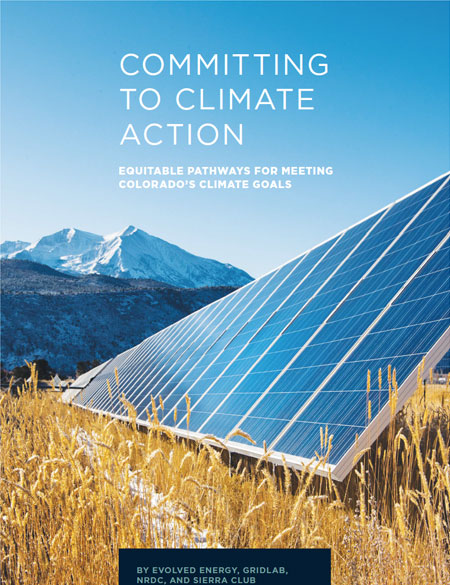 COMMITTING
TO CLIMATE
ACTION
EQUITABLE PATHWAYS FOR MEETING
COLORADO'S CLIMATE GOALS
BY EVOLVED ENERGY, GRIDLAB,
NRDC, AND SIERRA CLUB